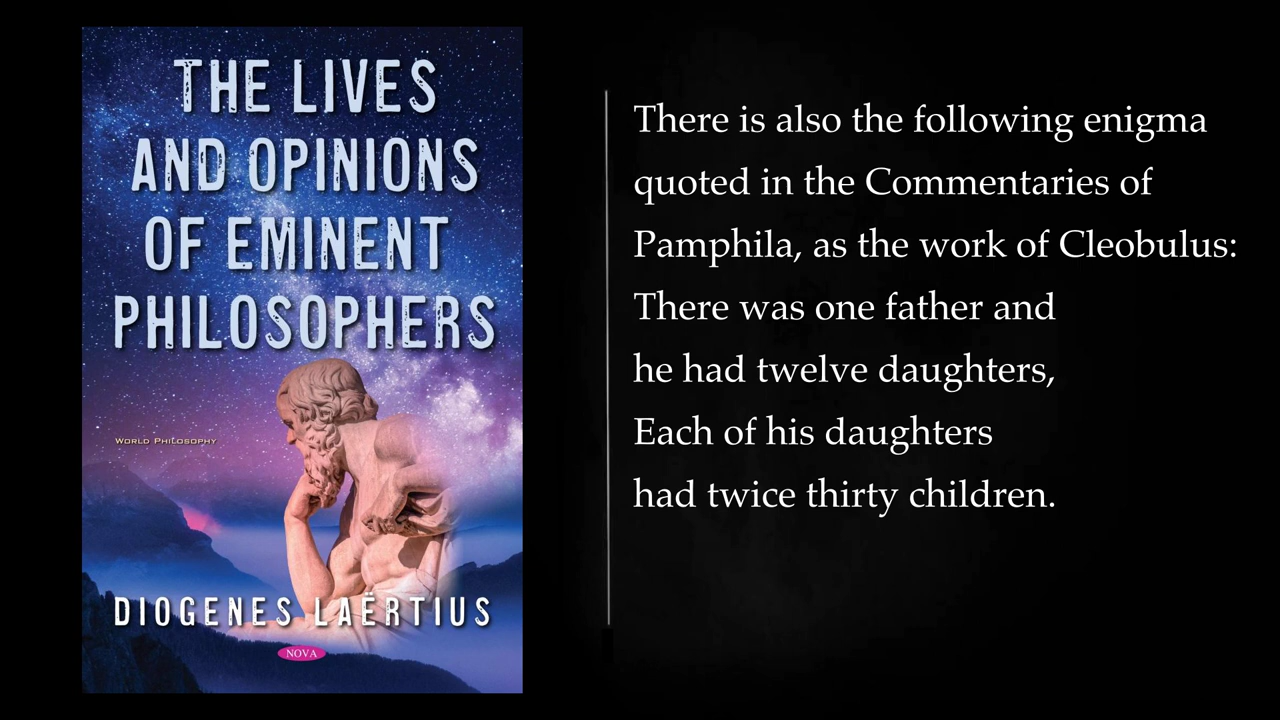 THE LIVES
AND OPINIONS
OF EMINENT
PHILOSOPHERS
WORLD PHILOSOPHY
DIOGENES LAËRTIUS
NOVA
There is also the following enigma
quoted in the Commentaries of
Pamphila, as the work of Cleobulus:
There was one father and
he had twelve daughters,
Each of his daughters
had twice thirty children.